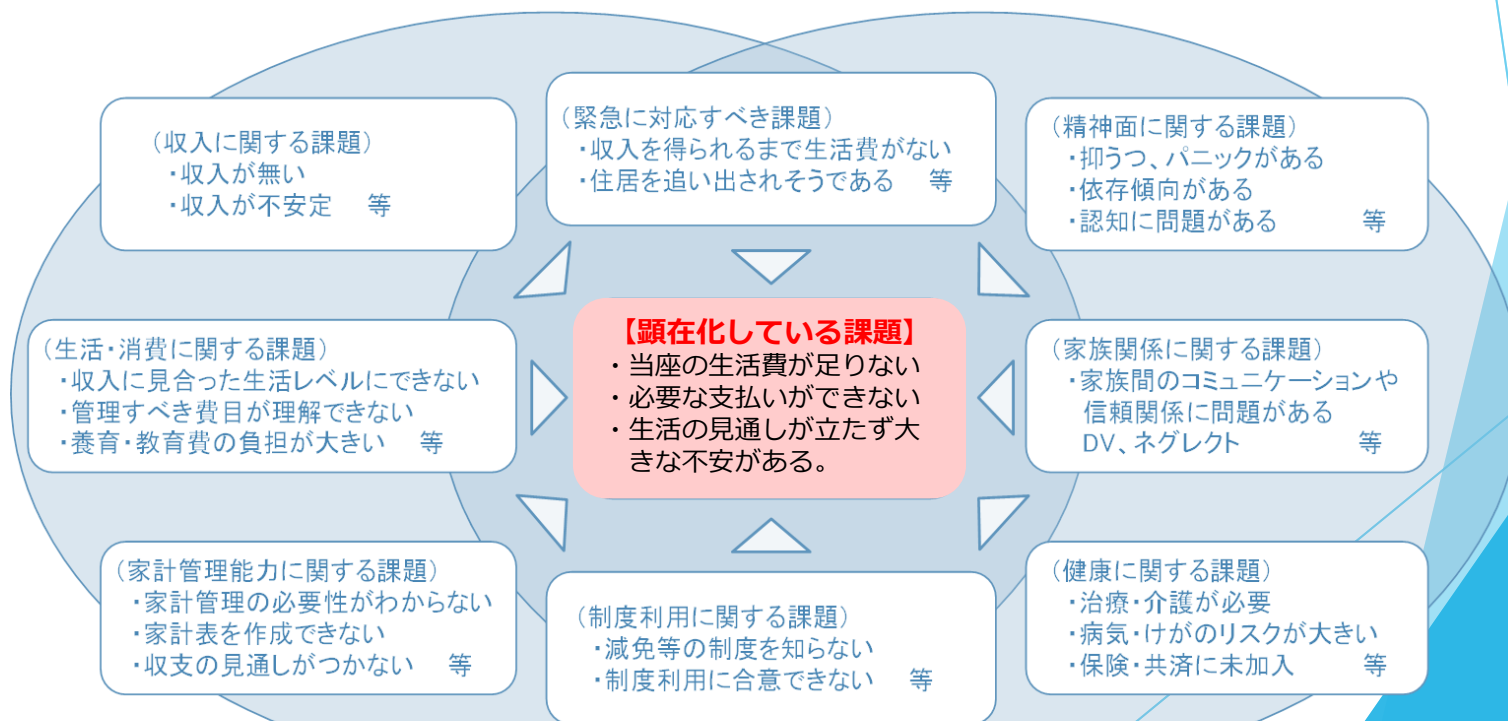 （収入に関する課題）
・収入が無い
・収入が不安定　等
（緊急に対応すべき課題）
・収入を得られるまで生活費がない
・住居を追い出されそうである　等
（精神面に関する課題）
・抑うつ、パニックがある
・依存傾向がある
・認知に問題がある　等
（生活・消費に関する課題）
・収入に見合った生活レベルにできない
・管理すべき費目が理解できない
・養育・教育費の負担が大きい　等
【顕在化している課題】
・当座の生活費が足りない
・必要な支払いができない
・生活の見通しが立たず大
きな不安がある。
（家族関係に関する課題）
・家族間のコミュニケーションや
信頼関係に問題がある
DV、ネグレクト　等
（家計管理能力に関する課題）
・家計管理の必要性がわからない
・家計表を作成できない
・収支の見通しがつかない　等
（制度利用に関する課題）
・減免等の制度を知らない
・制度利用に合意できない　等
（健康に関する課題）
・治療・介護が必要
・病気・けがのリスクが大きい
・保険・共済に未加入　等